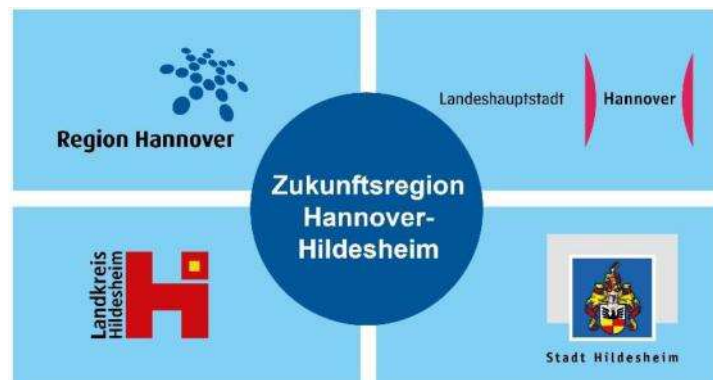 Region Hannover
Landeshauptstadt Hannover
Zukunftsregion
Hannover-
Hildesheim
Landkreis
Hildesheim
Stadt Hildesheim